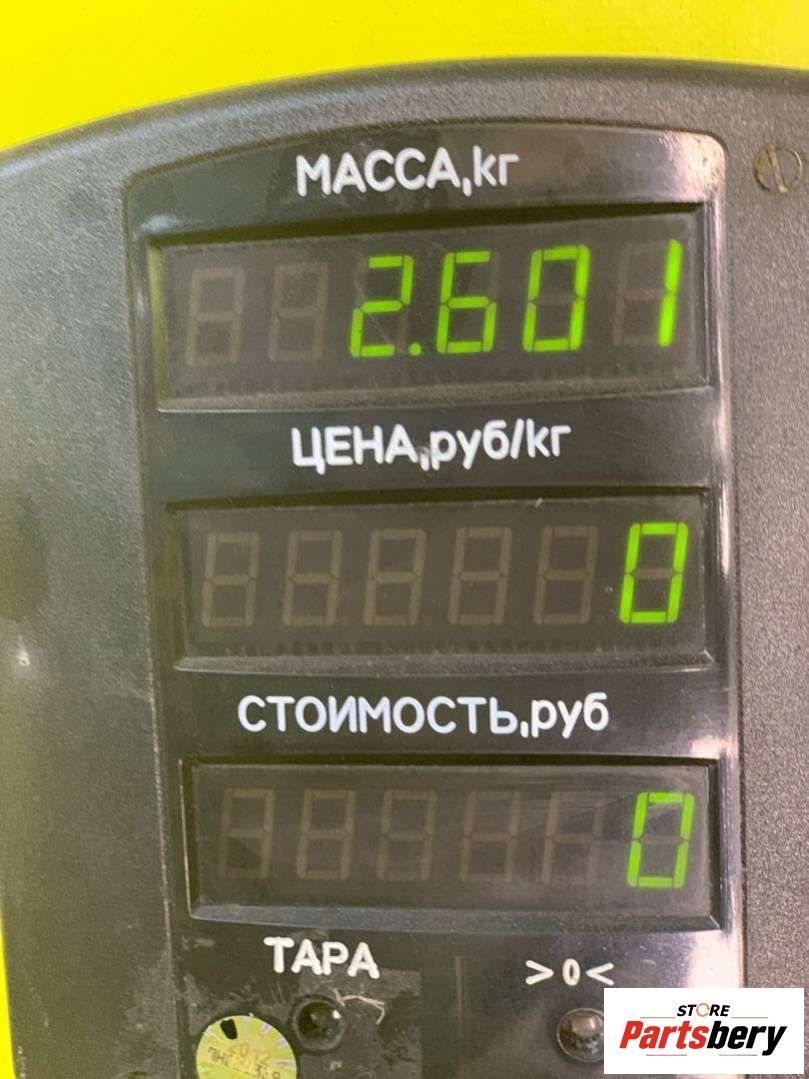 МАССА,кг
2.601
ЦЕНА,руб/кг
0
СТОИМОСТЬ,руб
0
ТАРА >0<
STORE
Partsbery